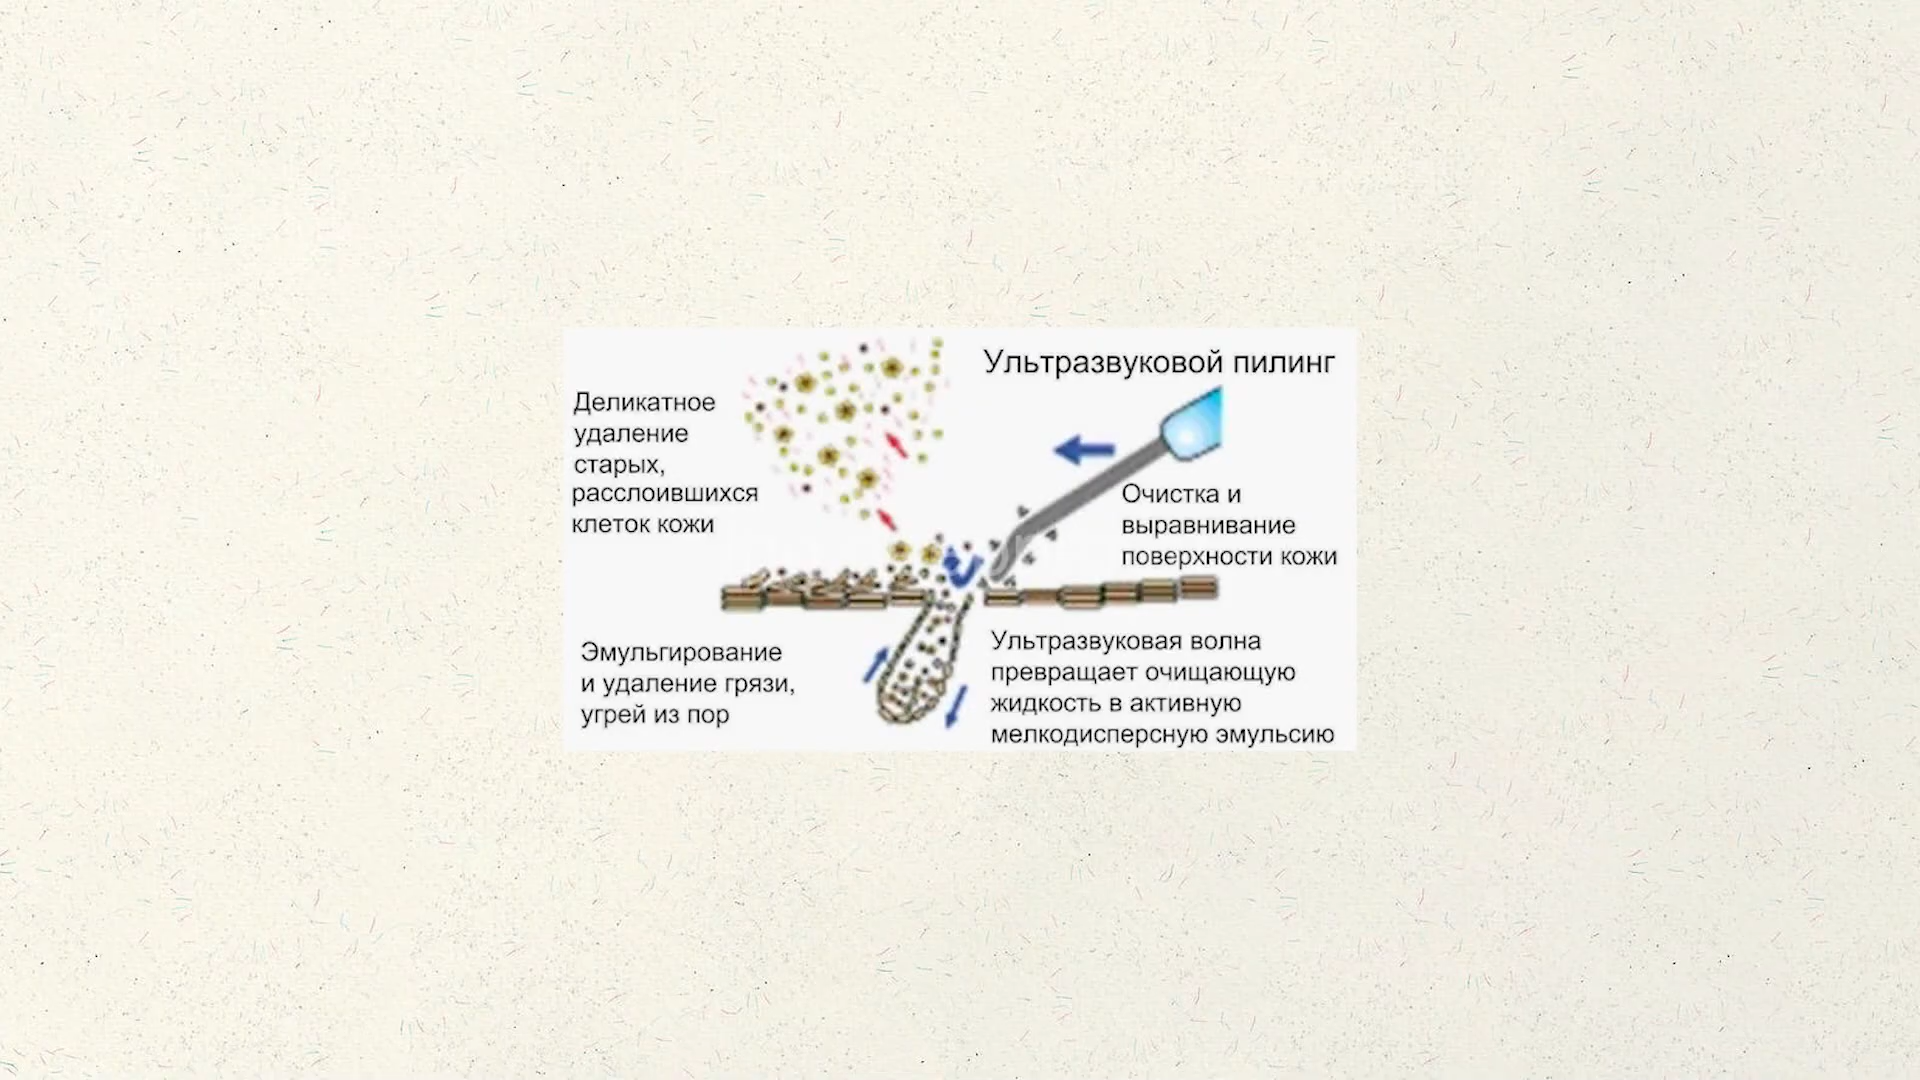 Ультразвуковой пилинг
Деликатное
удаление
старых,
расслоившихся
клеток кожи
Очистка и
выравнивание
поверхности кожи
Эмульгирование
и удаление грязи,
угрей из пор
Ультразвуковая волна
превращает очищающую
жидкость в активную
мелкодисперсную эмульсию